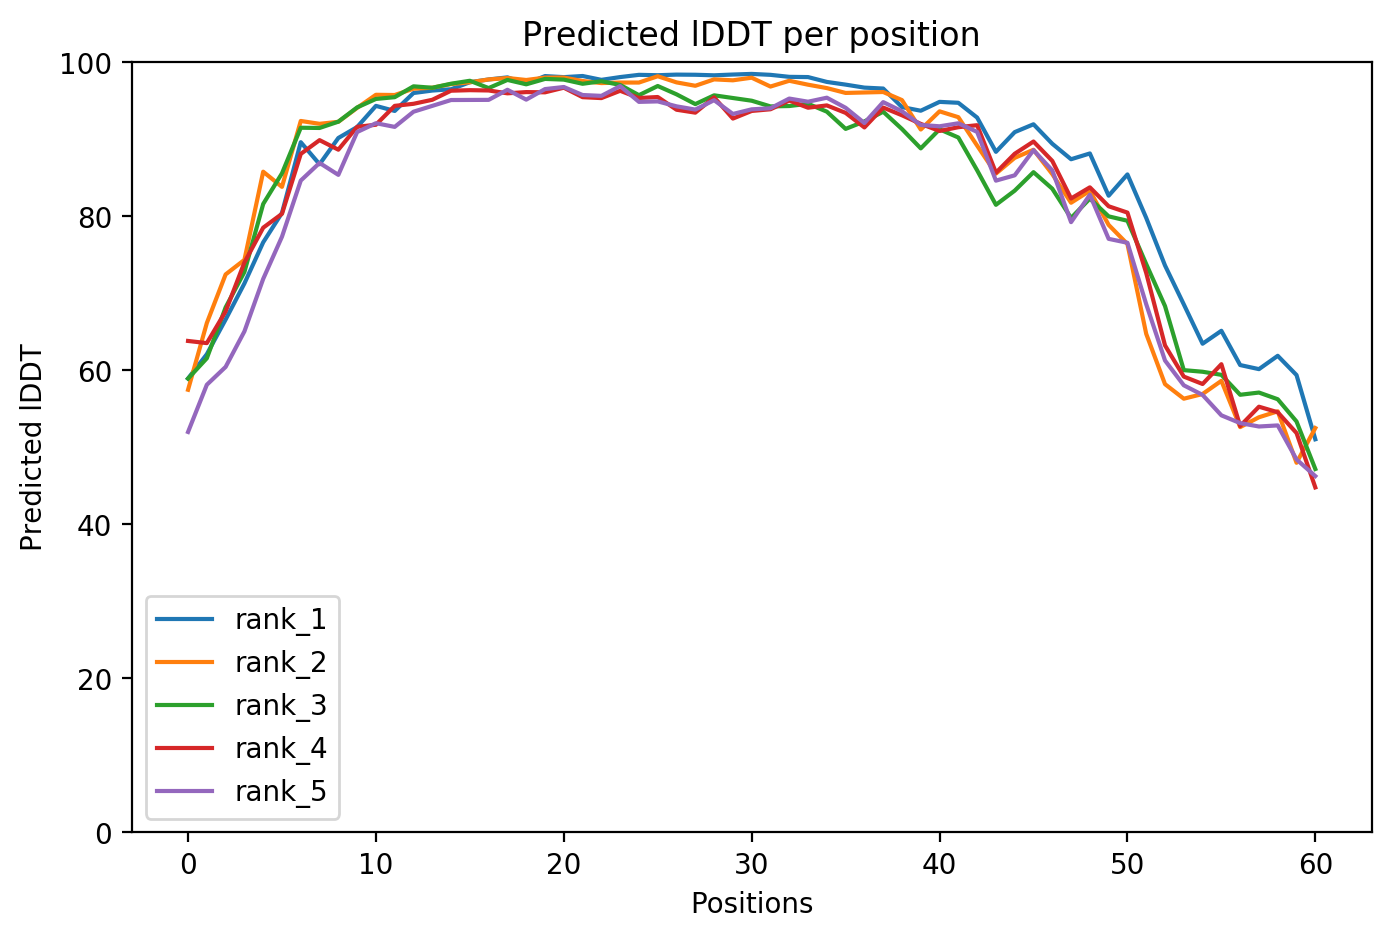 Predicted lDDT per position
100
80
60
40
20
0
Predicted lDDT
rank_1
rank_2
rank_3
rank_4
rank_5
0 10 20 30 40 50 60
Positions